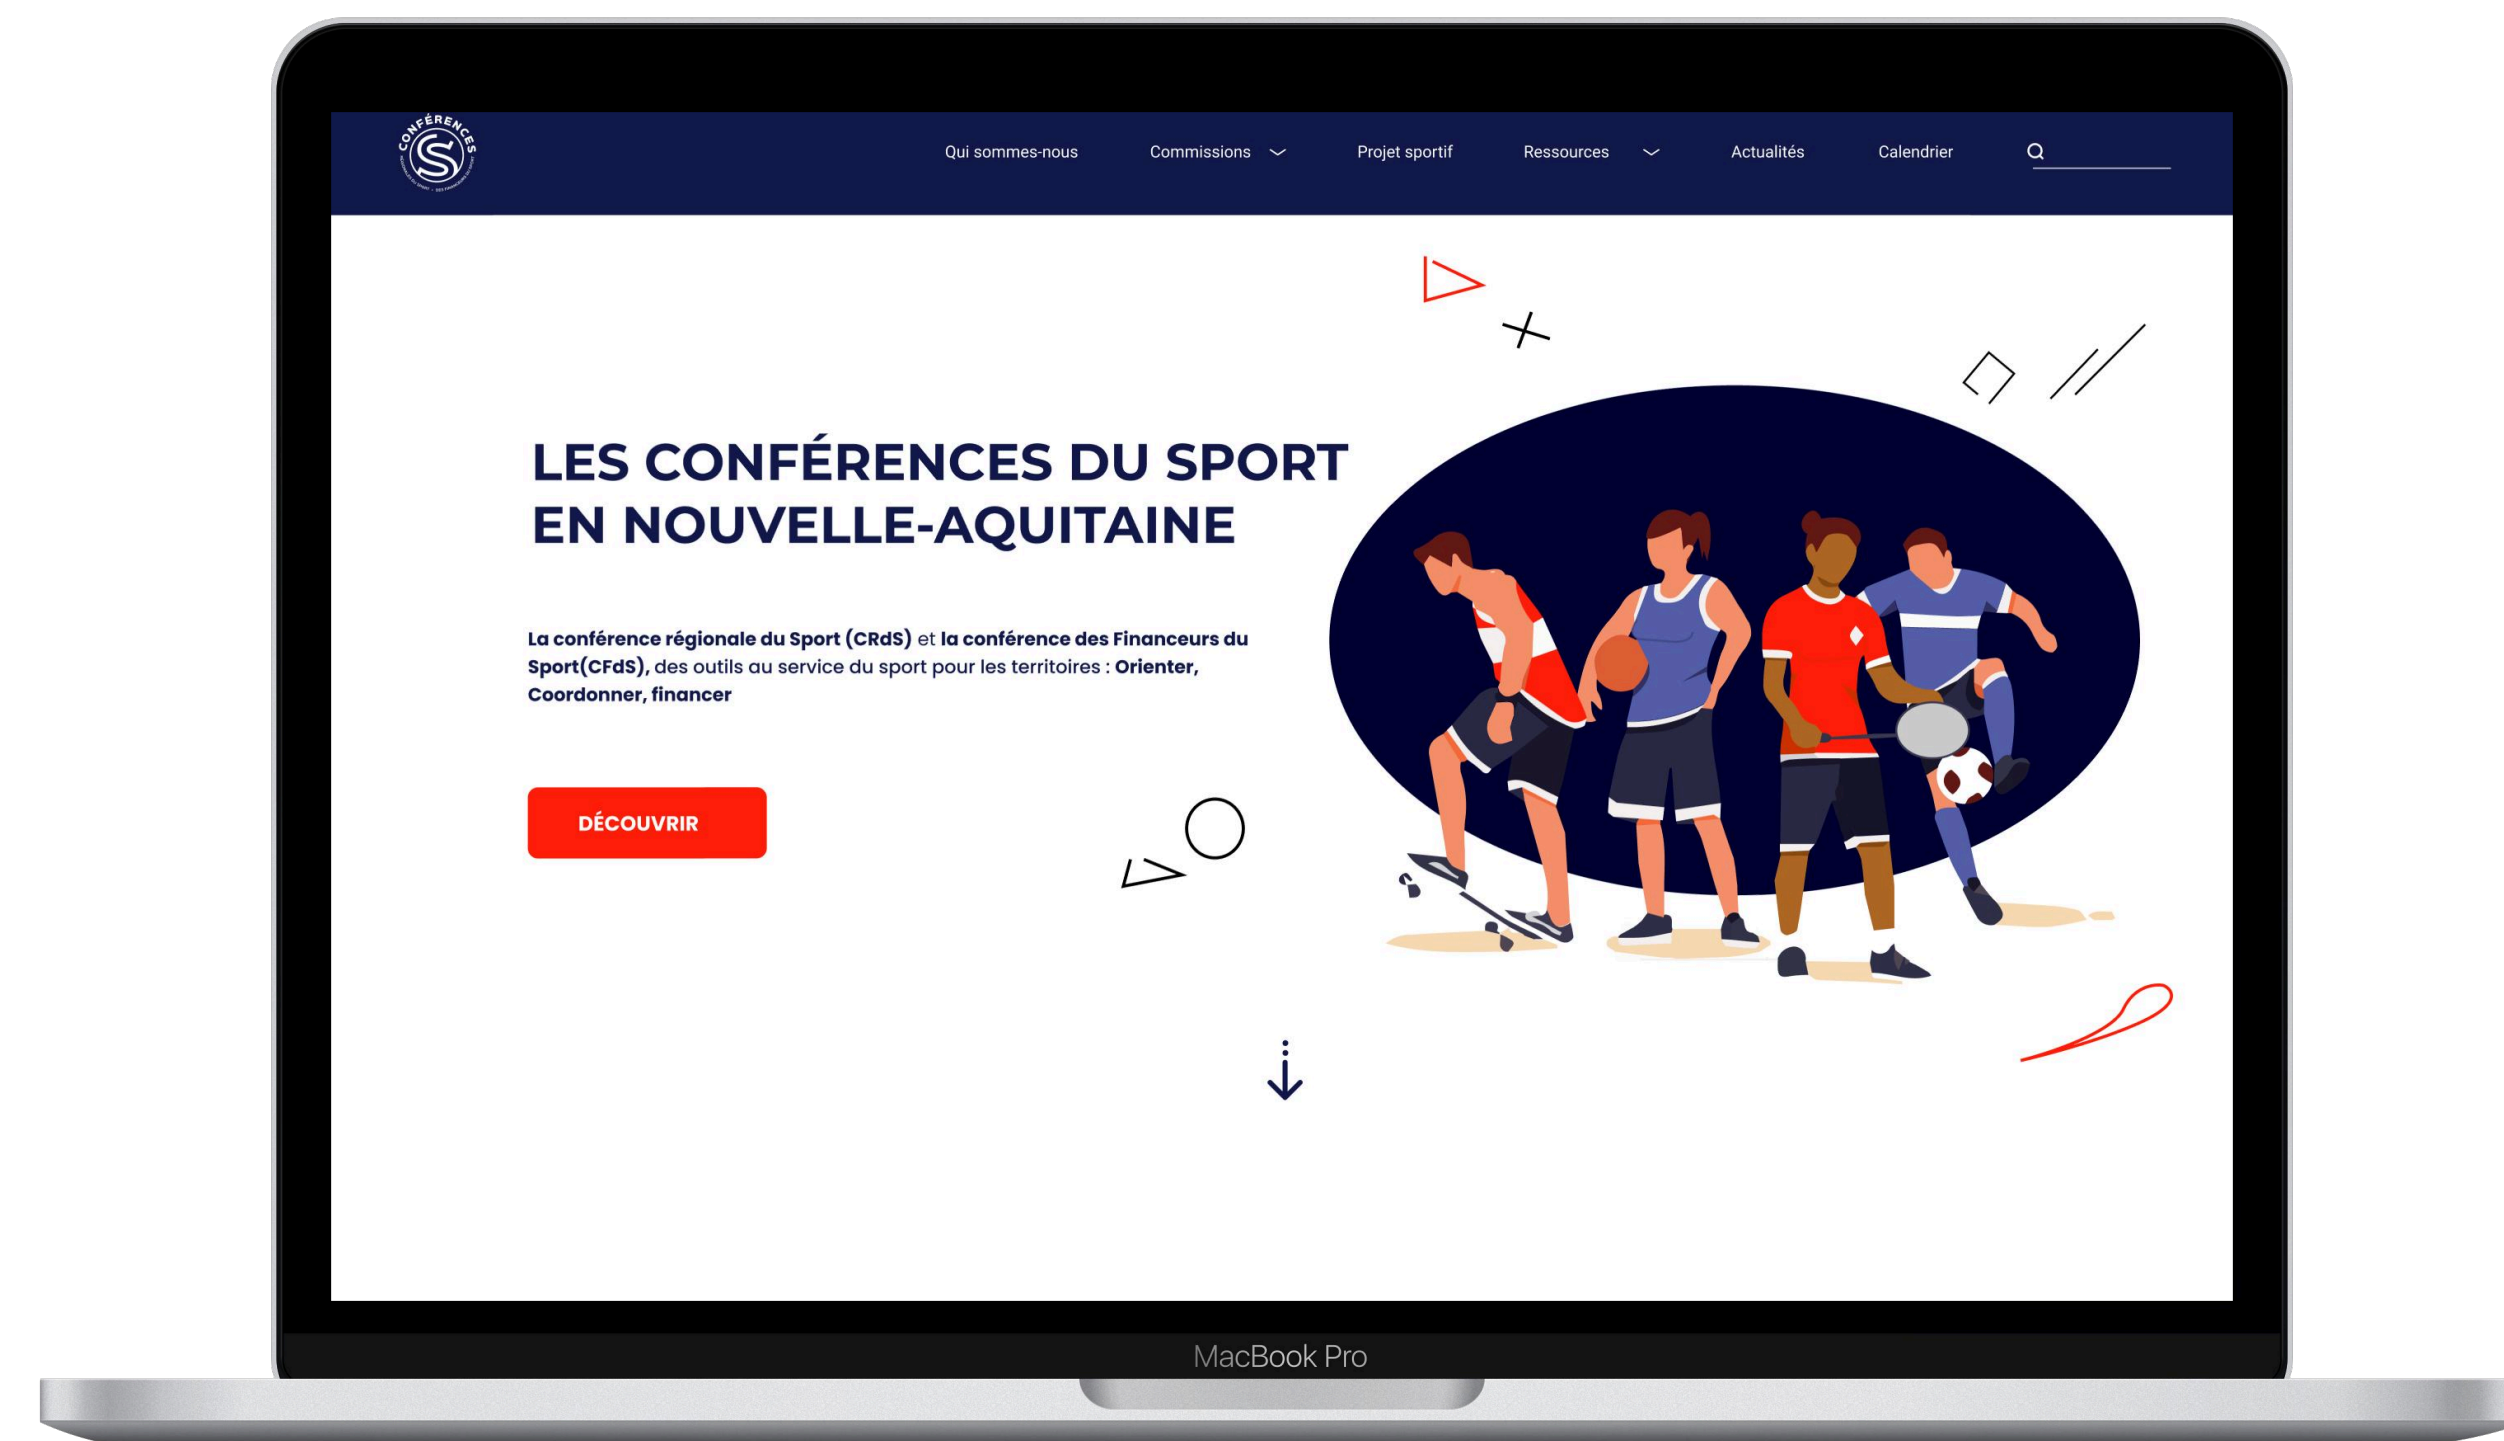 CONFÉRENCES
Qui sommes-nous
Commissions
Projet sportif
Ressources
Actualités
Calendrier
LES CONFÉRENCES DU SPORT
EN NOUVELLE-AQUITAINE
La conférence régionale du Sport (CRdS) et la conférence des Financeurs du
Sport(CFdS), des outils au service du sport pour les territoires : Orienter,
Coordonner, financer
DÉCOUVRIR
MacBook Pro